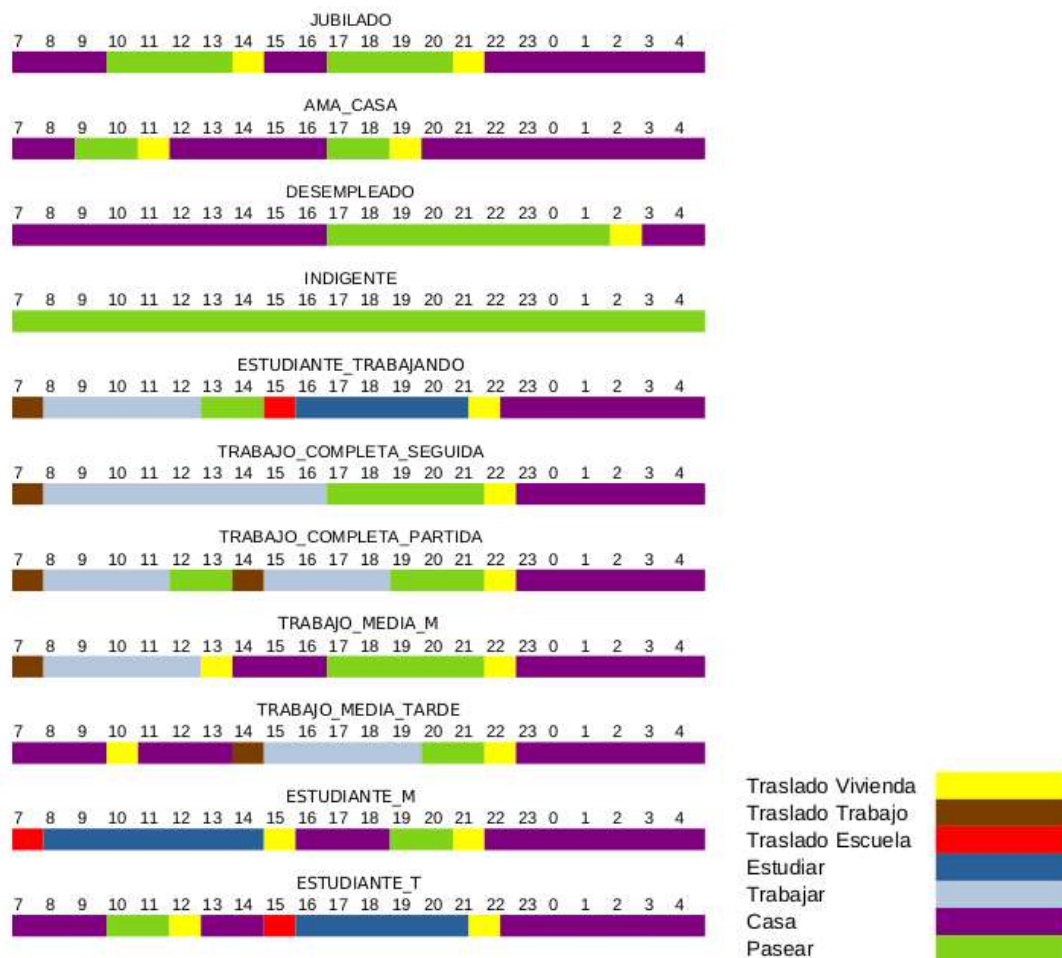 JUBILADO
7 8 9 10 11 12 13 14 15 16 17 18 19 20 21 22 23 0 1 2 3 4
AMA_CASA
7 8 9 10 11 12 13 14 15 16 17 18 19 20 21 22 23 0 1 2 3 4
DESEMPLEADO
7 8 9 10 11 12 13 14 15 16 17 18 19 20 21 22 23 0 1 2 3 4
INDIGENTE
7 8 9 10 11 12 13 14 15 16 17 18 19 20 21 22 23 0 1 2 3 4
ESTUDIANTE_TRABAJANDO
7 8 9 10 11 12 13 14 15 16 17 18 19 20 21 22 23 0 1 2 3 4
TRABAJO_COMPLETA_SEGUIDA
7 8 9 10 11 12 13 14 15 16 17 18 19 20 21 22 23 0 1 2 3 4
TRABAJO_COMPLETA_PARTIDA
7 8 9 10 11 12 13 14 15 16 17 18 19 20 21 22 23 0 1 2 3 4
TRABAJO_MEDIA_M
7 8 9 10 11 12 13 14 15 16 17 18 19 20 21 22 23 0 1 2 3 4
TRABAJO_MEDIA_TARDE
7 8 9 10 11 12 13 14 15 16 17 18 19 20 21 22 23 0 1 2 3 4
ESTUDIANTE_M
7 8 9 10 11 12 13 14 15 16 17 18 19 20 21 22 23 0 1 2 3 4
ESTUDIANTE_T
7 8 9 10 11 12 13 14 15 16 17 18 19 20 21 22 23 0 1 2 3 4
Traslado Vivienda
Traslado Trabajo
Traslado Escuela
Estudiar
Trabajar
Casa
Pasear